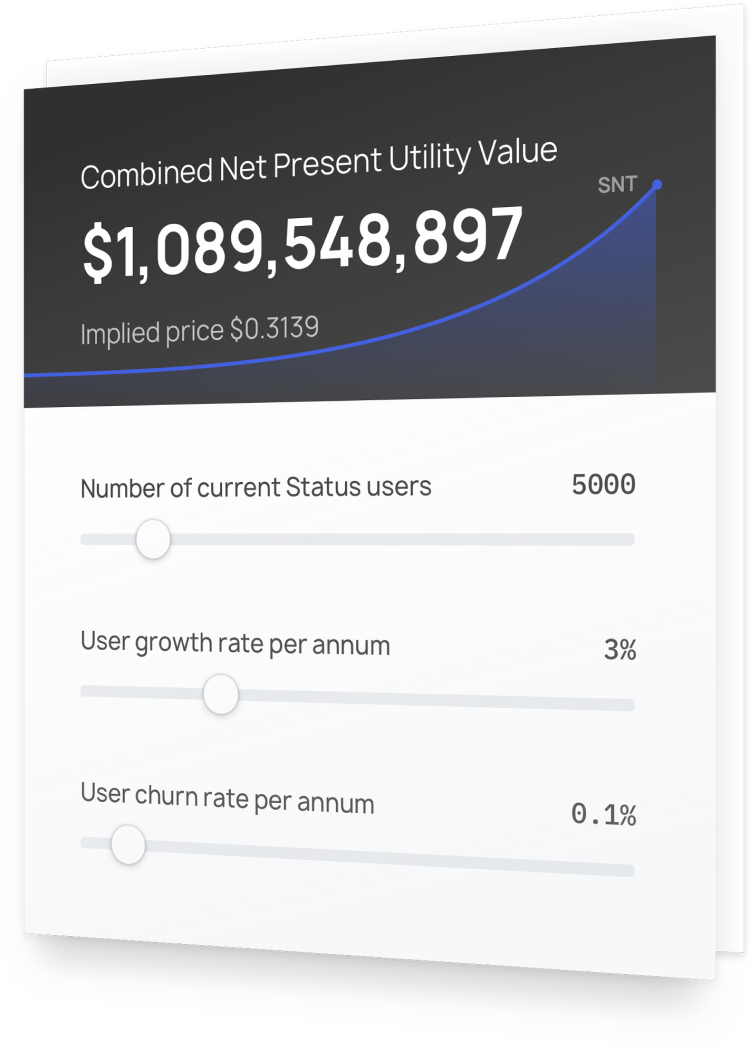 Combined Net Present Utility Value
SNT
$1,089,548,897
Implied price $0.3139
Number of current Status users 5000
User growth rate per annum 3%
User churn rate per annum 0.1%